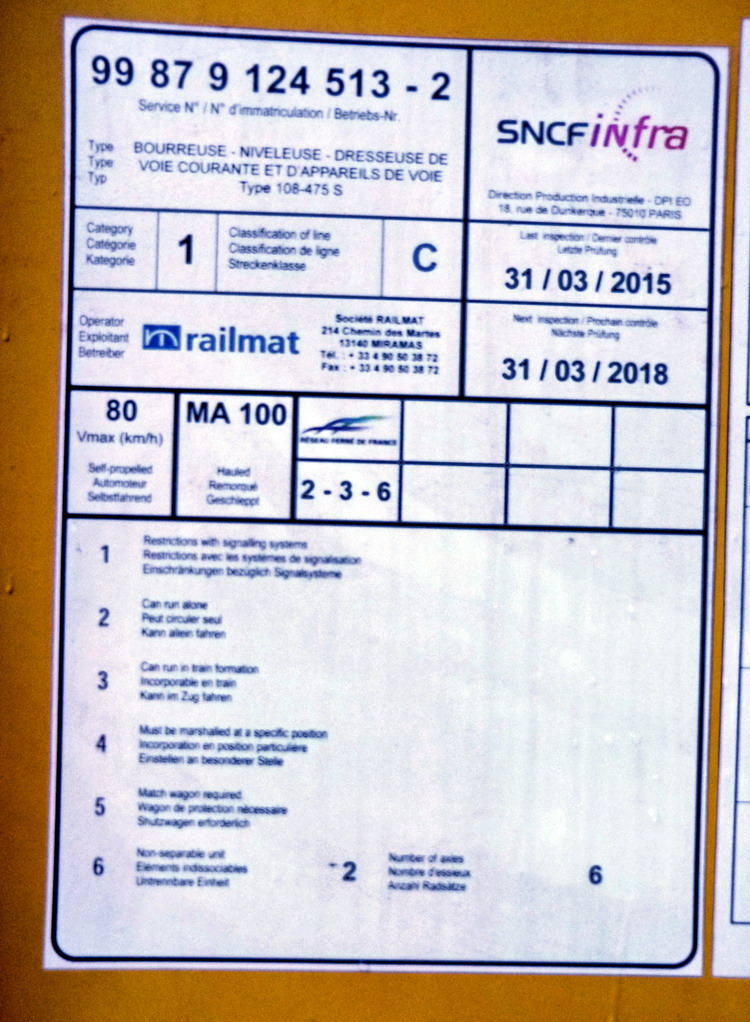 99 87 9 124 513 - 2
Service N° / N° d'immatriculation / Betriebs-Nr.
Type
Type
Typ
BOURREUSE - NIVELEUSE - DRESSEUSE DE
VOIE COURANTE ET D'APPAREILS DE VOIE
Type 108-475 S
SNCF infra
Direction Production Industrielle - DPI EO
18, rue de Dunkerque - 75010 PARIS
Category
Catégorie
Kategorie
1
Classification of line
Classification de ligne
Streckenklasse
C
Last inspection / Dernier contrôle
Letzte Prüfung
31 / 03 / 2015
Operator
Exploitant
Betreiber
railmat
Société RAILMAT
214 Chemin des Martes
13140 MIRAMAS
Tél. : + 33 4 90 50 38 72
Fax : + 33 4 90 50 38 72
Next inspection / Prochain contrôle
Nächste Prüfung
31 / 03 / 2018
80
Vmax (km/h)
Self-propelled
Automoteur
Selbstfahrend
MA 100
Hauled
Remorqué
Geschleppt
RÉSEAU FERRÉ DE FRANCE
2 - 3 - 6
1
Restrictions with signalling systems
Restrictions avec les systèmes de signalisation
Einschränkungen bezüglich Signalsysteme
2
Can run alone
Peut circuler seul
Kann allein fahren
3
Can run in train formation
Incorporable en train
Kann im Zug fahren
4
Must be marshalled at a specific position
Incorporation en position particulière
Einstellen an besonderer Stelle
5
Match wagon required
Wagon de protection nécessaire
Shutzwagen erforderlich
6
Non-separable unit
Eléments indissociables
Untrennbare Einheit
- 2
Number of axles
Nombre d'essieux
Anzahl Radsätze
6